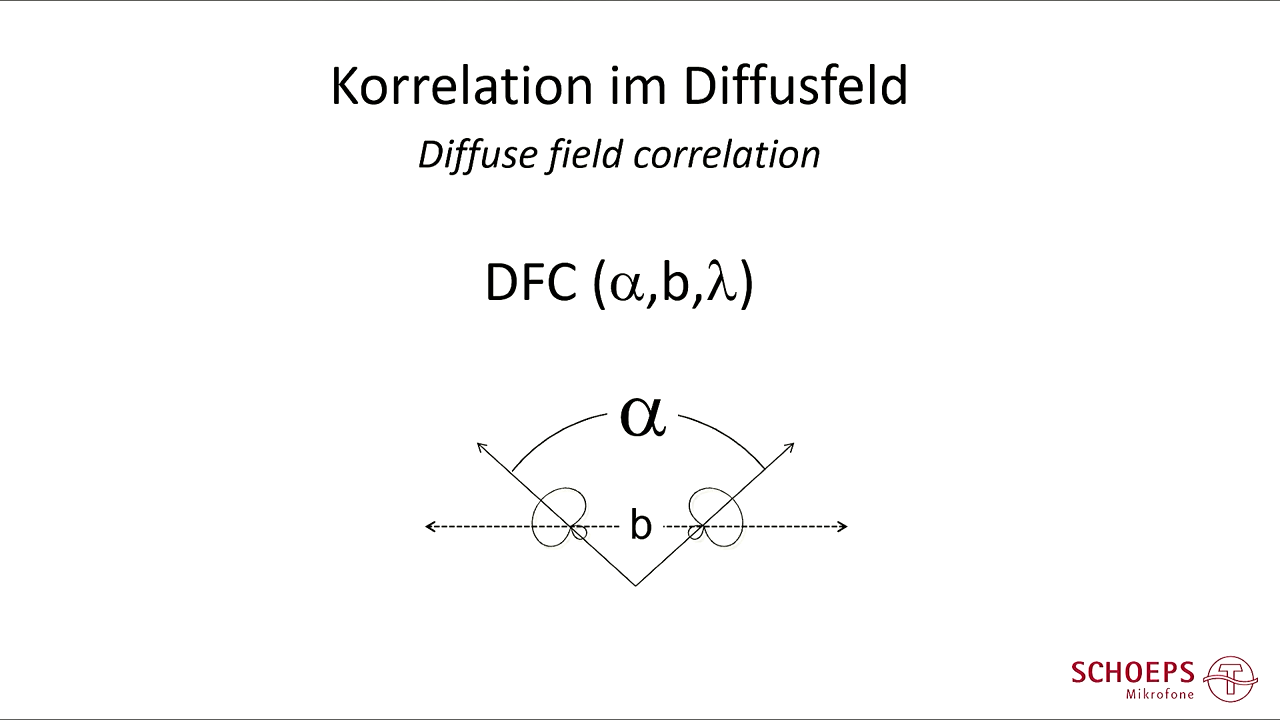 Korrelation im Diffusfeld
Diffuse field correlation
DFC (α,b,λ)
α
b
SCHOEPS
Mikrofone